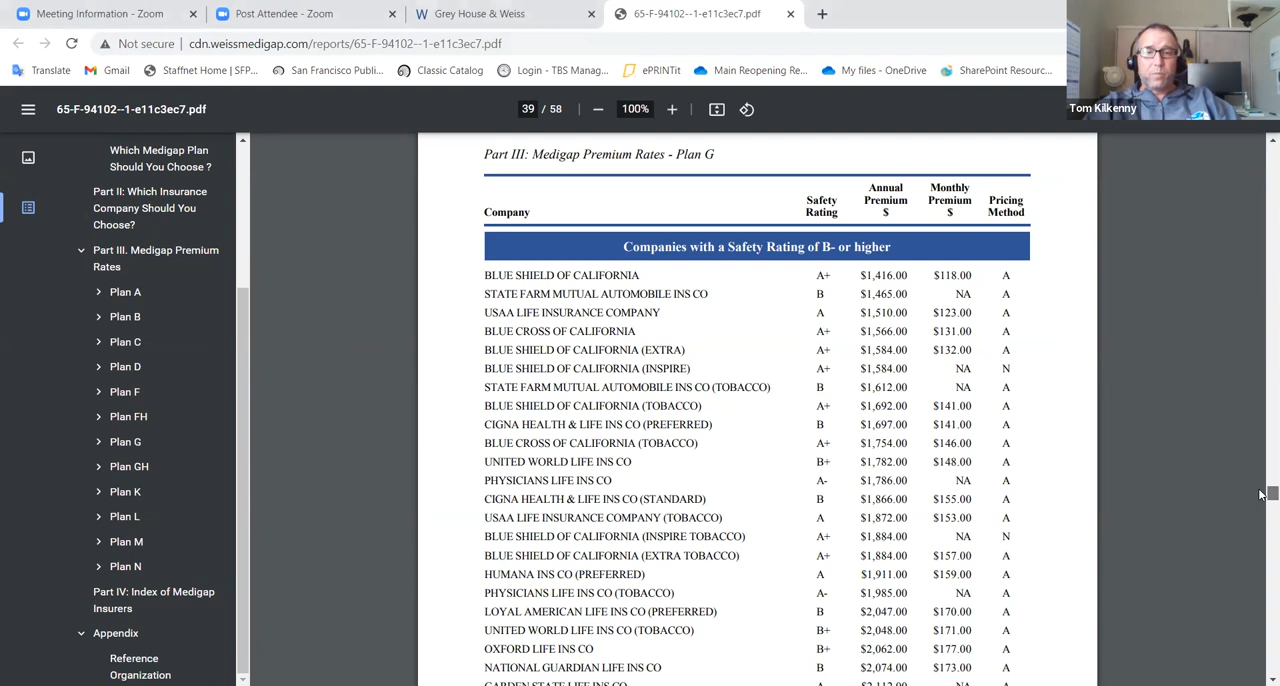 Meeting Information - Zoom
Post Attendee - Zoom
W Grey House & Weiss
65-F-94102--1-e11c3ec7.pdf
Not secure | cdn.weissmedigap.com/reports/65-F-94102--1-e11c3ec7.pdf
Translate Gmail Staffnet Home | SFP... San Francisco Publi... Classic Catalog Login - TBS Manag... ePRINTit Main Reopening Re... My files - OneDrive SharePoint Resourc...
Tom Kilkenny
65-F-94102--1-e11c3ec7.pdf
39 / 58
100%
Which Medigap Plan
Should You Choose ?
Part II: Which Insurance
Company Should You
Choose?
Part III. Medigap Premium
Rates
Plan A
Plan B
Plan C
Plan D
Plan F
Plan FH
Plan G
Plan GH
Plan K
Plan L
Plan M
Plan N
Part IV: Index of Medigap
Insurers
Appendix
Reference
Organization
Part III: Medigap Premium Rates - Plan G
Company
Safety
Rating
Annual
Premium
$
Monthly
Premium
$
Pricing
Method
Companies with a Safety Rating of B- or higher
BLUE SHIELD OF CALIFORNIA A+ $1,416.00 $118.00 A
STATE FARM MUTUAL AUTOMOBILE INS CO B $1,465.00 NA A
USAA LIFE INSURANCE COMPANY A $1,510.00 $123.00 A
BLUE CROSS OF CALIFORNIA A+ $1,566.00 $131.00 A
BLUE SHIELD OF CALIFORNIA (EXTRA) A+ $1,584.00 $132.00 A
BLUE SHIELD OF CALIFORNIA (INSPIRE) A+ $1,584.00 NA N
STATE FARM MUTUAL AUTOMOBILE INS CO (TOBACCO) B $1,612.00 NA A
BLUE SHIELD OF CALIFORNIA (TOBACCO) A+ $1,692.00 $141.00 A
CIGNA HEALTH & LIFE INS CO (PREFERRED) B $1,697.00 $141.00 A
BLUE CROSS OF CALIFORNIA (TOBACCO) A+ $1,754.00 $146.00 A
UNITED WORLD LIFE INS CO B+ $1,782.00 $148.00 A
PHYSICIANS LIFE INS CO A- $1,786.00 NA A
CIGNA HEALTH & LIFE INS CO (STANDARD) B $1,866.00 $155.00 A
USAA LIFE INSURANCE COMPANY (TOBACCO) A $1,872.00 $153.00 A
BLUE SHIELD OF CALIFORNIA (INSPIRE TOBACCO) A+ $1,884.00 NA N
BLUE SHIELD OF CALIFORNIA (EXTRA TOBACCO) A+ $1,884.00 $157.00 A
HUMANA INS CO (PREFERRED) A $1,911.00 $159.00 A
PHYSICIANS LIFE INS CO (TOBACCO) A- $1,985.00 NA A
LOYAL AMERICAN LIFE INS CO (PREFERRED) B $2,047.00 $170.00 A
UNITED WORLD LIFE INS CO (TOBACCO) B+ $2,048.00 $171.00 A
OXFORD LIFE INS CO B+ $2,062.00 $177.00 A
NATIONAL GUARDIAN LIFE INS CO B $2,074.00 $173.00 A
GARDEN STATE LIFE INS CO $2,112.00 NA A